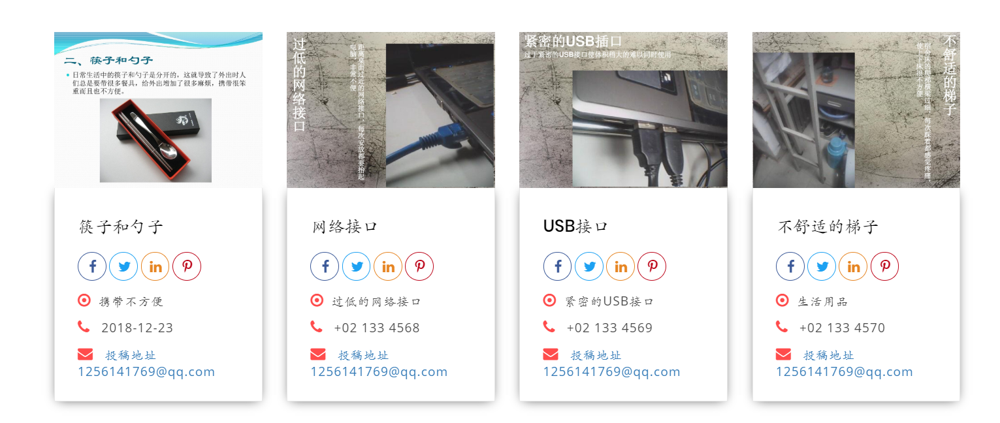 二、筷子和勺子
日常生活中的筷子和勺子是分开的，这就导致了外出时人
们总是要带很多餐具，给外出增加了很多麻烦，携带很笨
重而且也不方便。
筷子和勺子
携带不方便
2018-12-23
投稿地址
1256141769@qq.com
过低的网络接口
距离桌面过近的网络接口，每次安放都要抬起
电脑，非常不便
网络接口
过低的网络接口
+02 133 4568
投稿地址
1256141769@qq.com
紧密的USB插口
过于紧密的USB接口使体积稍大的难以同时使用
USB接口
紧密的USB接口
+02 133 4569
投稿地址
1256141769@qq.com
不舒适的梯子
宿舍床的爬梯横梁过细，每次踩着都感觉疼痛，
使上下床很不方便
不舒适的梯子
生活用品
+02 133 4570
投稿地址
1256141769@qq.com